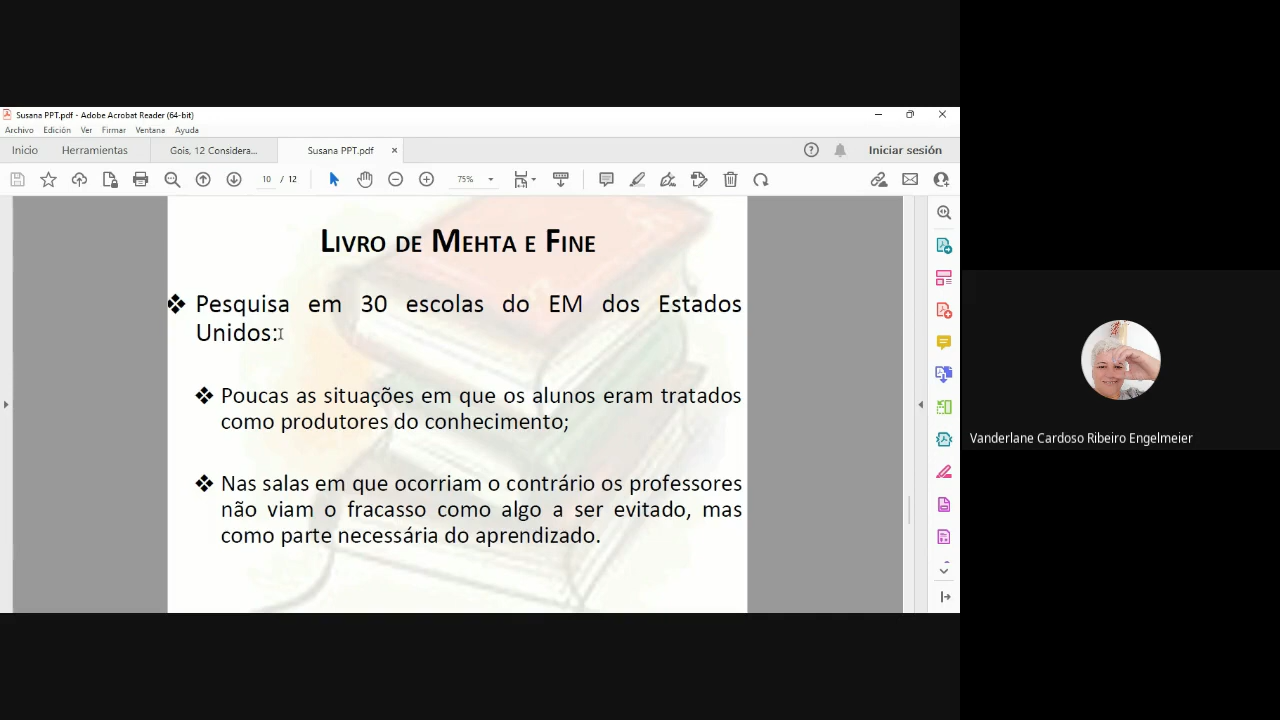 Susana PPT.pdf - Adobe Acrobat Reader (64-bit)
Archivo Edición Ver Firmar Ventana Ayuda
Inicio Herramientas Gois, 12 Considera... Susana PPT.pdf × Iniciar sesión
10 / 12 75%
LIVRO DE MEHTA E FINE
❖ Pesquisa em 30 escolas do EM dos Estados
Unidos:
❖ Poucas as situações em que os alunos eram tratados
como produtores do conhecimento;
❖ Nas salas em que ocorriam o contrário os professores
não viam o fracasso como algo a ser evitado, mas
como parte necessária do aprendizado.
Vanderlane Cardoso Ribeiro Engelmeier